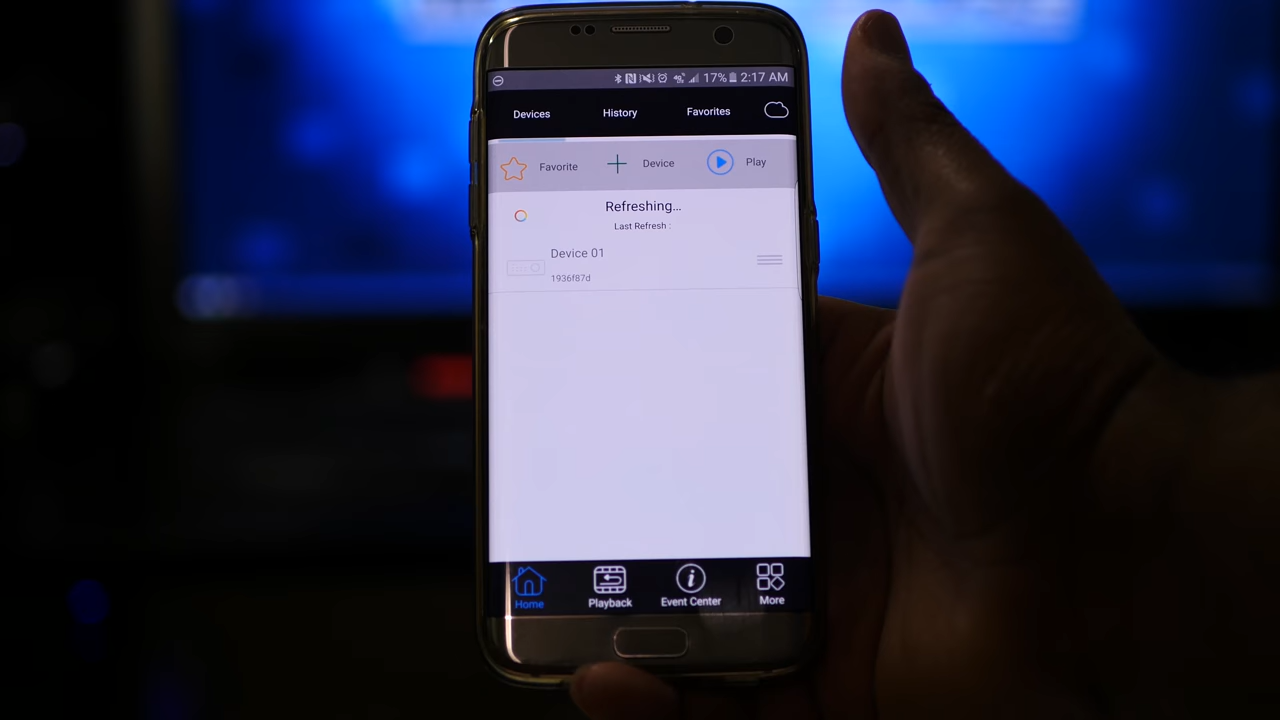 17% 2:17 AM
Devices History Favorites
Favorite Device Play
Refreshing...
Last Refresh :
Device 01
1936f87d
Home Playback Event Center More